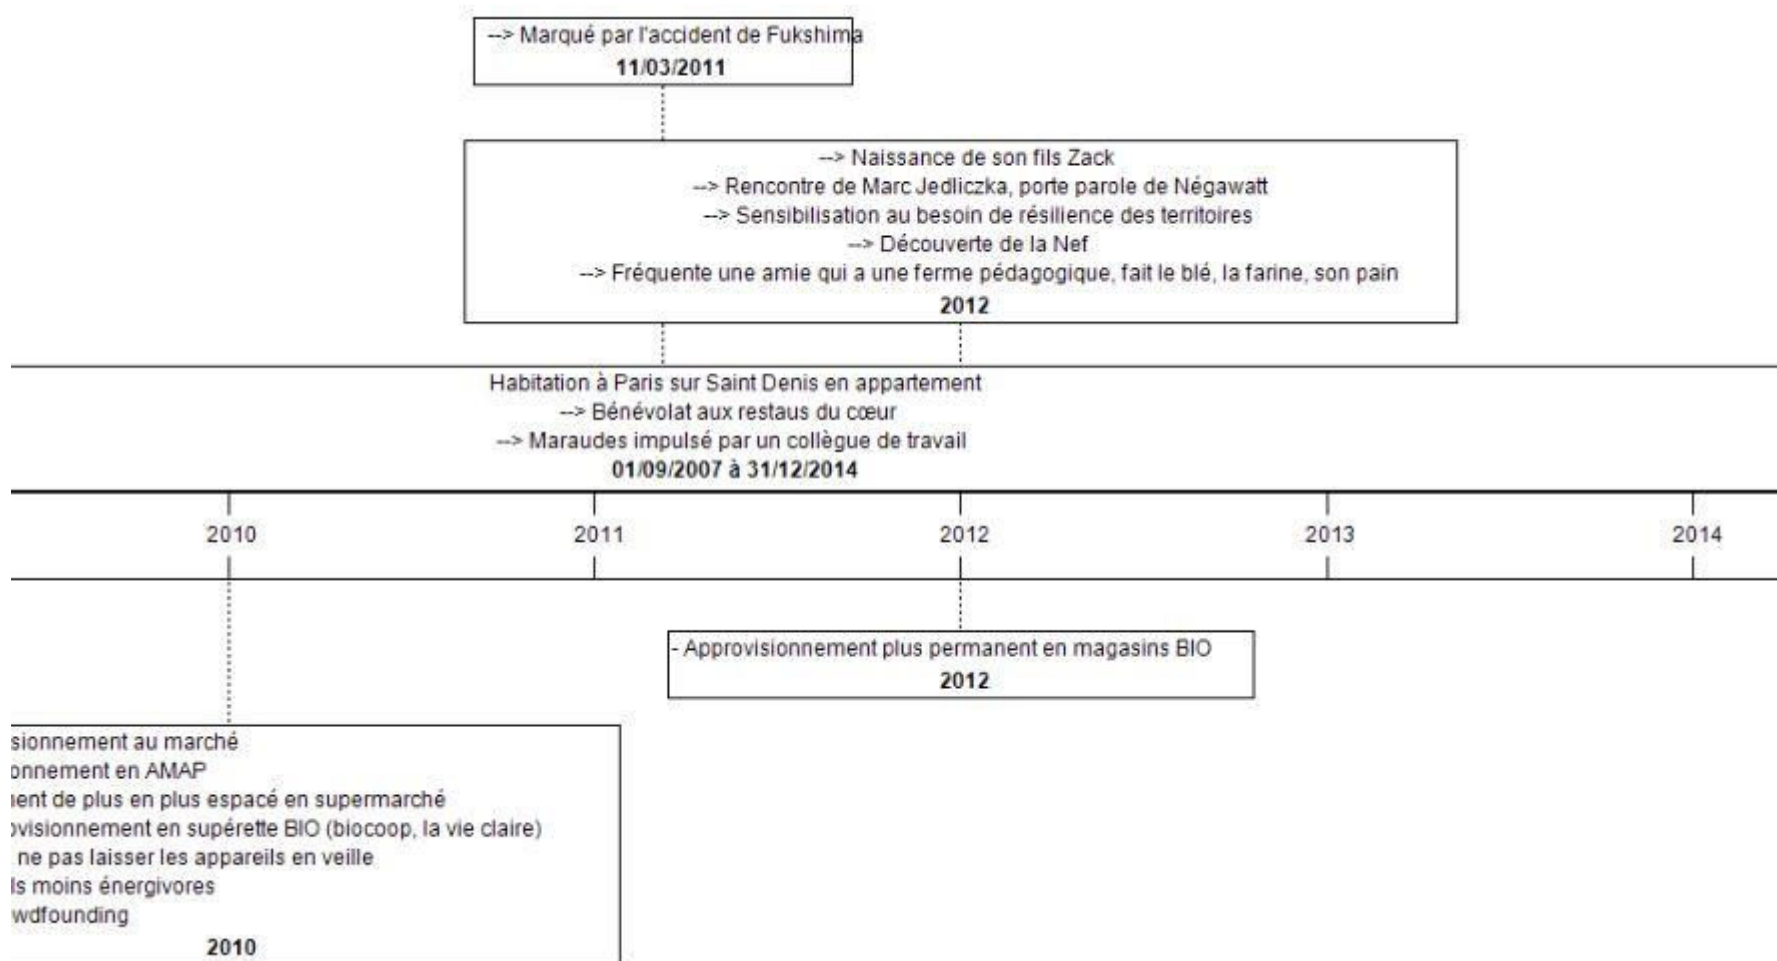 --> Marqué par l'accident de Fukshima
11/03/2011
--> Naissance de son fils Zack
--> Rencontre de Marc Jedliczka, porte parole de Négawatt
--> Sensibilisation au besoin de résilience des territoires
--> Découverte de la Nef
--> Fréquente une amie qui a une ferme pédagogique, fait le blé, la farine, son pain
2012
Habitation à Paris sur Saint Denis en appartement
--> Bénévolat aux restaus du cœur
--> Maraudes impulsé par un collègue de travail
01/09/2007 à 31/12/2014
2010 2011 2012 2013 2014
- Approvisionnement plus permanent en magasins BIO
2012
sionnement au marché
onnement en AMAP
ent de plus en plus espacé en supermarché
ovisionnement en supérette BIO (biocoop, la vie claire)
ne pas laisser les appareils en veille
ls moins énergivores
wdfounding
2010